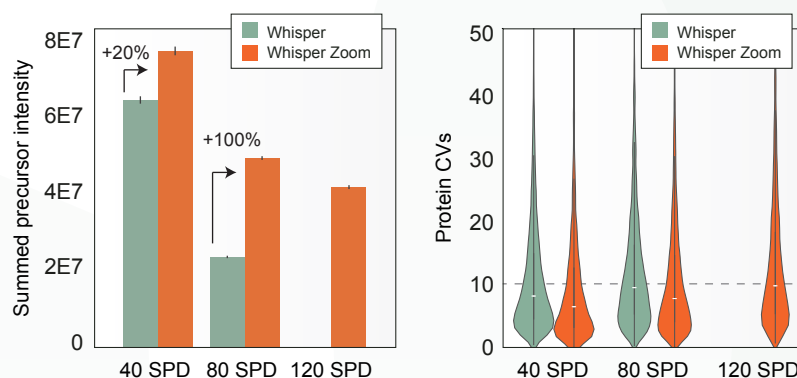 Summed precursor intensity
8E7
6E7
4E7
2E7
0
+20%
+100%
Whisper
Whisper Zoom
40 SPD
80 SPD
120 SPD
Protein CVs
50
40
30
20
10
0
Whisper
Whisper Zoom
40 SPD
80 SPD
120 SPD